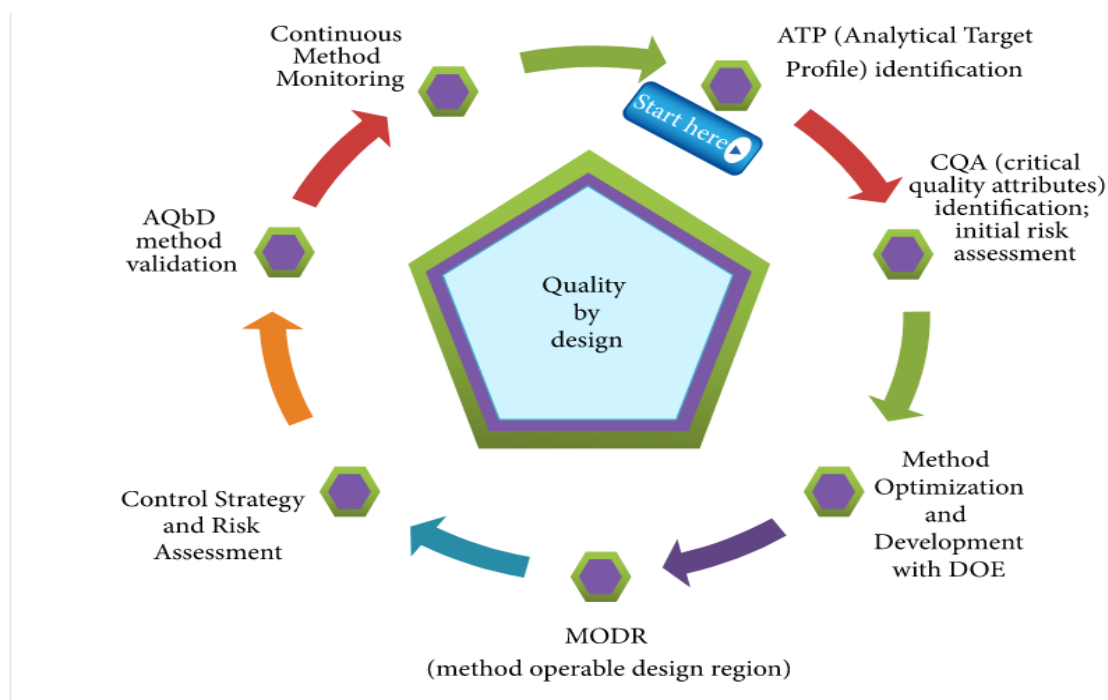 Continuous
Method
Monitoring
ATP (Analytical Target
Profile) identification
Start here
CQA (critical
quality attributes)
identification;
initial risk
assessment
AQbD
method
validation
Quality
by
design
Method
Optimization
and
Development
with DOE
Control Strategy
and Risk
Assessment
MODR
(method operable design region)